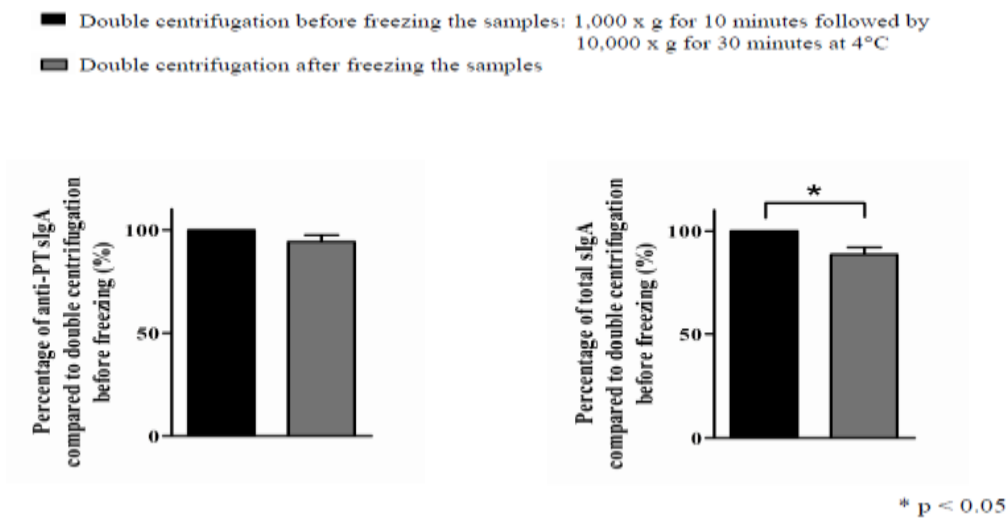 Double centrifugation before freezing the samples: 1,000 x g for 10 minutes followed by
10,000 x g for 30 minutes at 4°C
Double centrifugation after freezing the samples
Percentage of anti-PT sIgA
compared to double centrifugation
before freezing (%)
100
50
0
Percentage of total sIgA
compared to double centrifugation
before freezing (%)
100
50
0
*
* p < 0.05